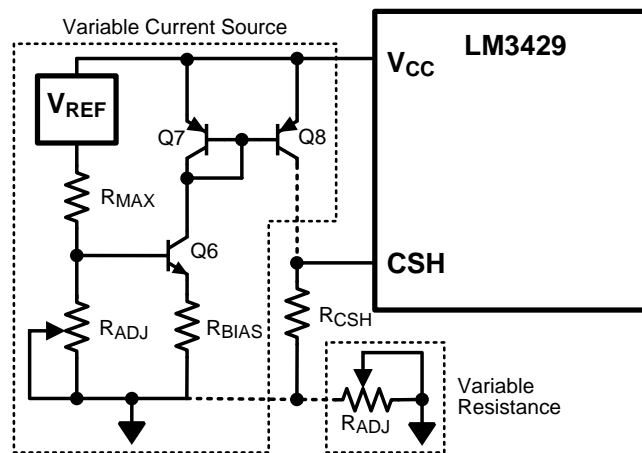 Variable Current Source
LM3429
VCC
VREF
Q7
Q8
RMAX
Q6
CSH
RADJ
RBIAS
RCSH
Variable
Resistance
RADJ